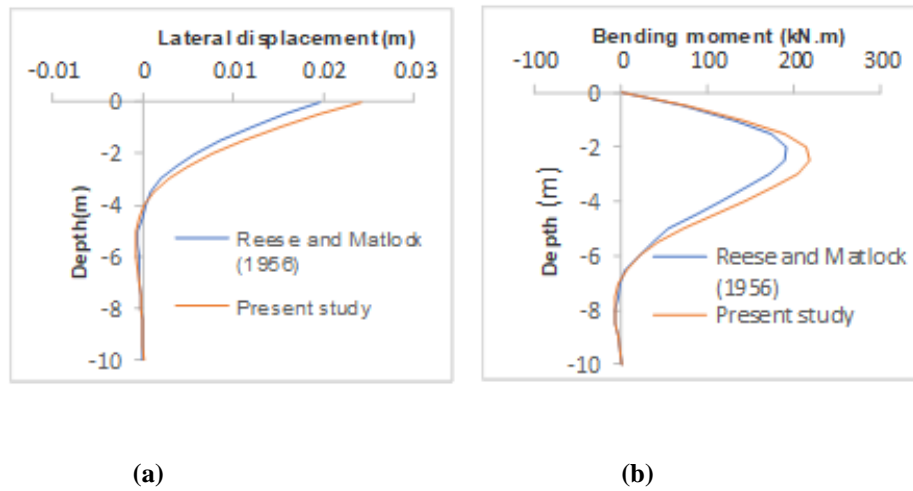 Lateral displacement (m)
-0.01 0 0.01 0.02 0.03
0
-2
-4
-6
-8
-10
Depth(m)
Reese and Matlock
(1956)
Present study
(a)
Bending moment (kN.m)
-100 0 100 200 300
0
-2
-4
-6
-8
-10
Depth (m)
Reese and Matlock
(1956)
Present study
(b)